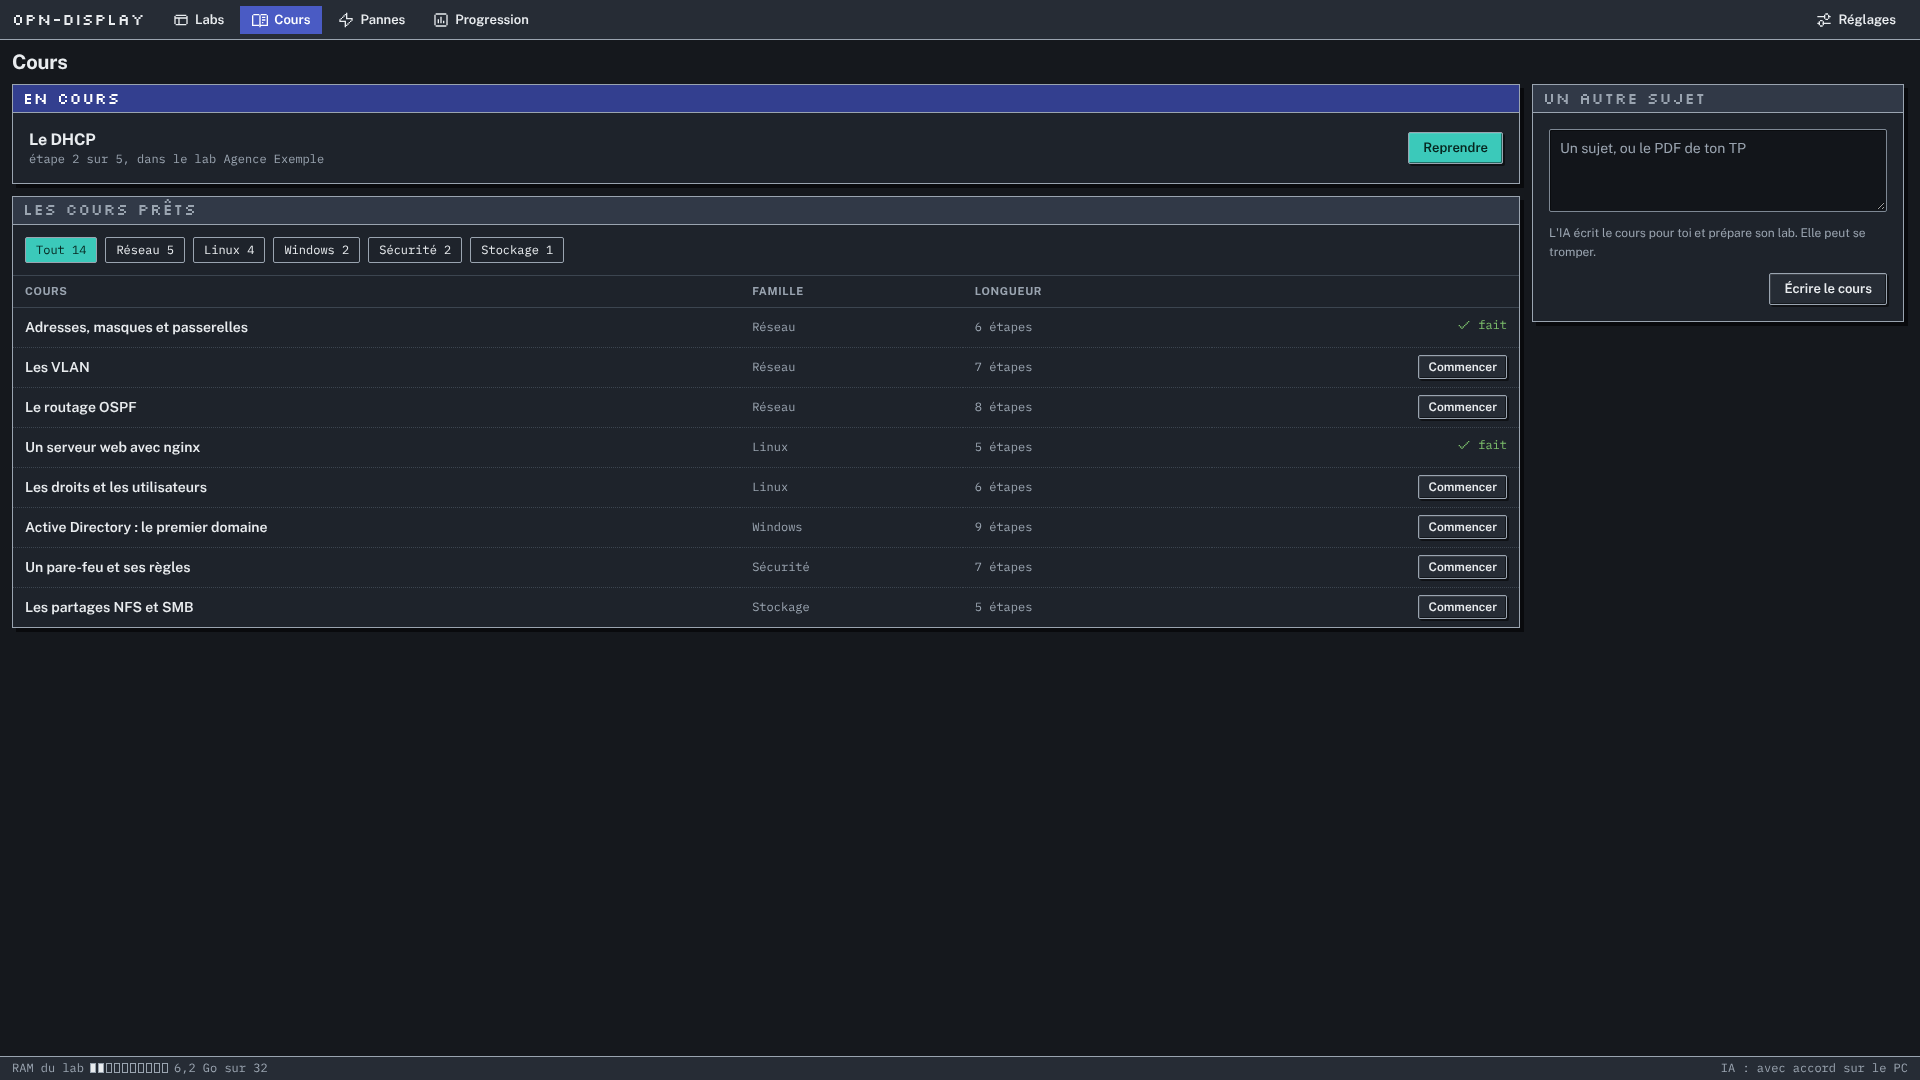 OPN-DISPLAY
Labs
Cours
Pannes
Progression
Réglages
Cours
EN COURS
Le DHCP
étape 2 sur 5, dans le lab Agence Exemple
Reprendre
LES COURS PRÊTS
Tout 14
Réseau 5
Linux 4
Windows 2
Sécurité 2
Stockage 1
COURS FAMILLE LONGUEUR
Adresses, masques et passerelles Réseau 6 étapes fait
Les VLAN Réseau 7 étapes Commencer
Le routage OSPF Réseau 8 étapes Commencer
Un serveur web avec nginx Linux 5 étapes fait
Les droits et les utilisateurs Linux 6 étapes Commencer
Active Directory : le premier domaine Windows 9 étapes Commencer
Un pare-feu et ses règles Sécurité 7 étapes Commencer
Les partages NFS et SMB Stockage 5 étapes Commencer
UN AUTRE SUJET
Un sujet, ou le PDF de ton TP
L'IA écrit le cours pour toi et prépare son lab. Elle peut se
tromper.
Écrire le cours
RAM du lab 6,2 Go sur 32
IA : avec accord sur le PC